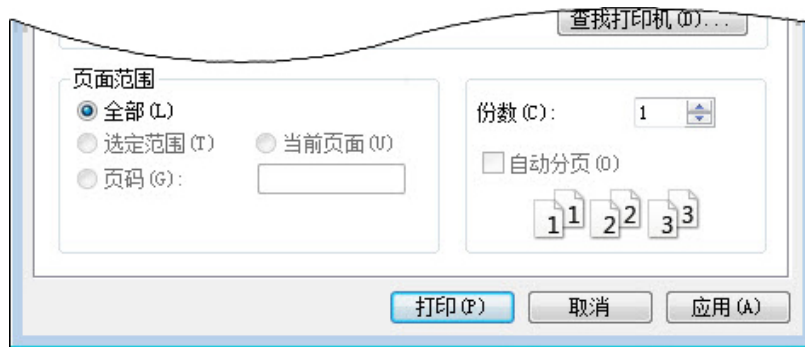 查找打印机(D)...
页面范围
全部(L)
选定范围(T) 当前页面(U)
页码(G):
份数(C): 1
自动分页(O)
1 1 2 2 3 3
打印(P) 取消 应用(A)